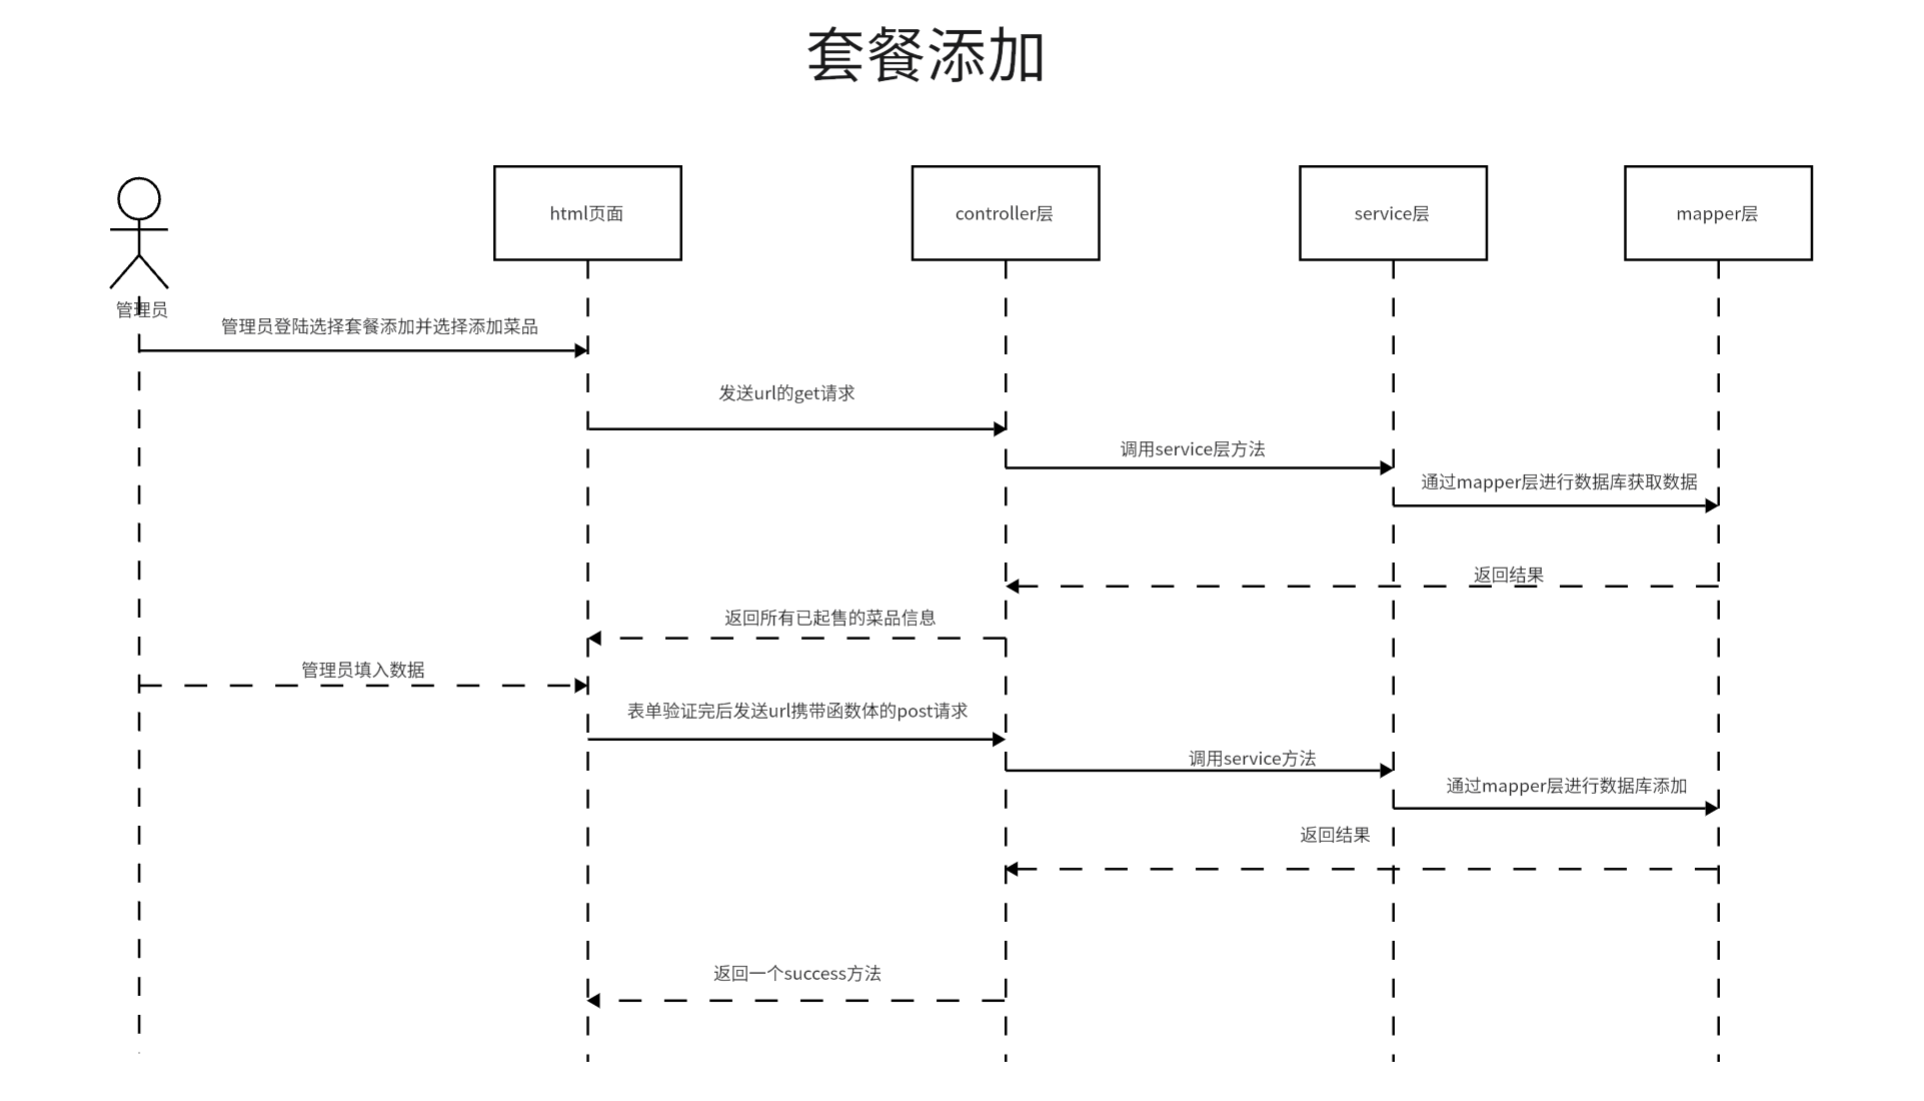 套餐添加
html页面
controller层
service层
mapper层
管理员
管理员登陆选择套餐添加并选择添加菜品
发送url的get请求
调用service层方法
通过mapper层进行数据库获取数据
返回结果
返回所有已起售的菜品信息
管理员填入数据
表单验证完后发送url携带函数体的post请求
调用service方法
通过mapper层进行数据库添加
返回结果
返回一个success方法